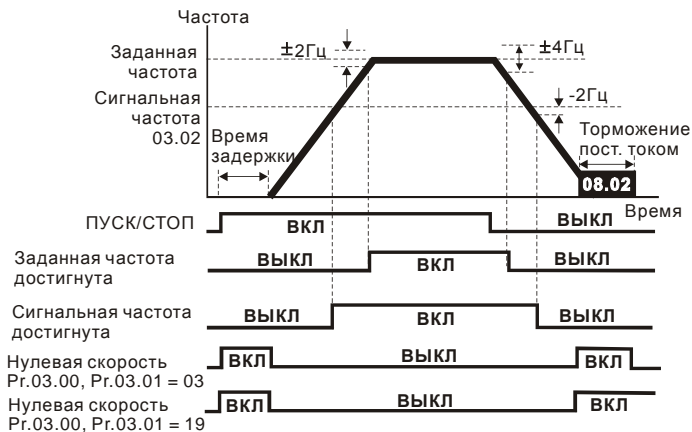 Частота
Заданная
частота
±2Гц
±4Гц
Сигнальная
частота
03.02
-2Гц
Время
задержки
Торможение
пост. током
08.02
Время
ПУСК/СТОП
ВКЛ
ВЫКЛ
Заданная частота
достигнута
ВЫКЛ
ВКЛ
ВЫКЛ
Сигнальная частота
достигнута
ВЫКЛ
ВКЛ
ВЫКЛ
Нулевая скорость
Pr.03.00, Pr.03.01 = 03
ВКЛ
ВЫКЛ
ВКЛ
Нулевая скорость
Pr.03.00, Pr.03.01 = 19
ВКЛ
ВЫКЛ
ВКЛ